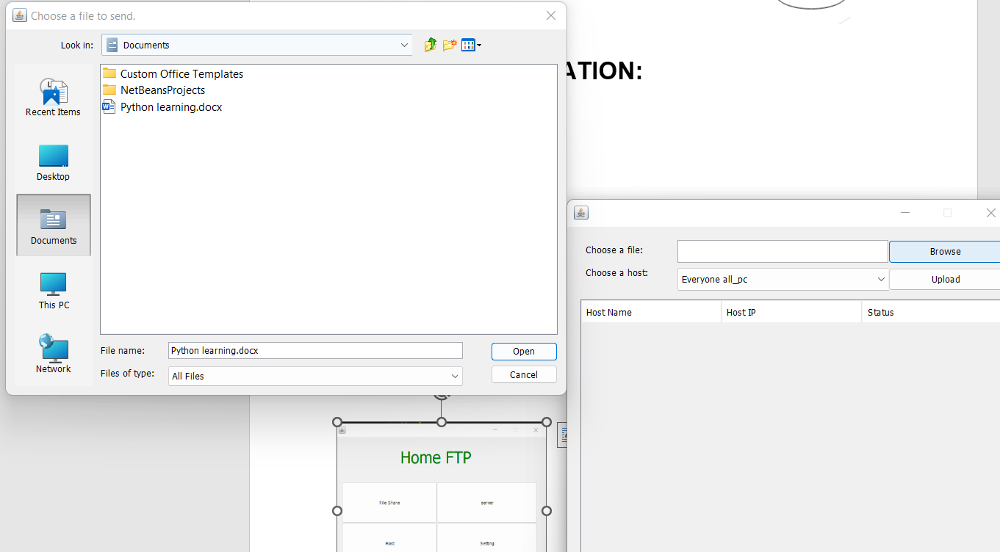 Choose a file to send.
Look in: Documents
Recent Items
Desktop
Documents
This PC
Network
Custom Office Templates
NetBeansProjects
Python learning.docx
File name: Python learning.docx Open
Files of type: All Files Cancel
ATION:
Choose a file: Browse
Choose a host: Everyone all_pc Upload
Host Name Host IP Status
Home FTP
File Share server
Host Setting